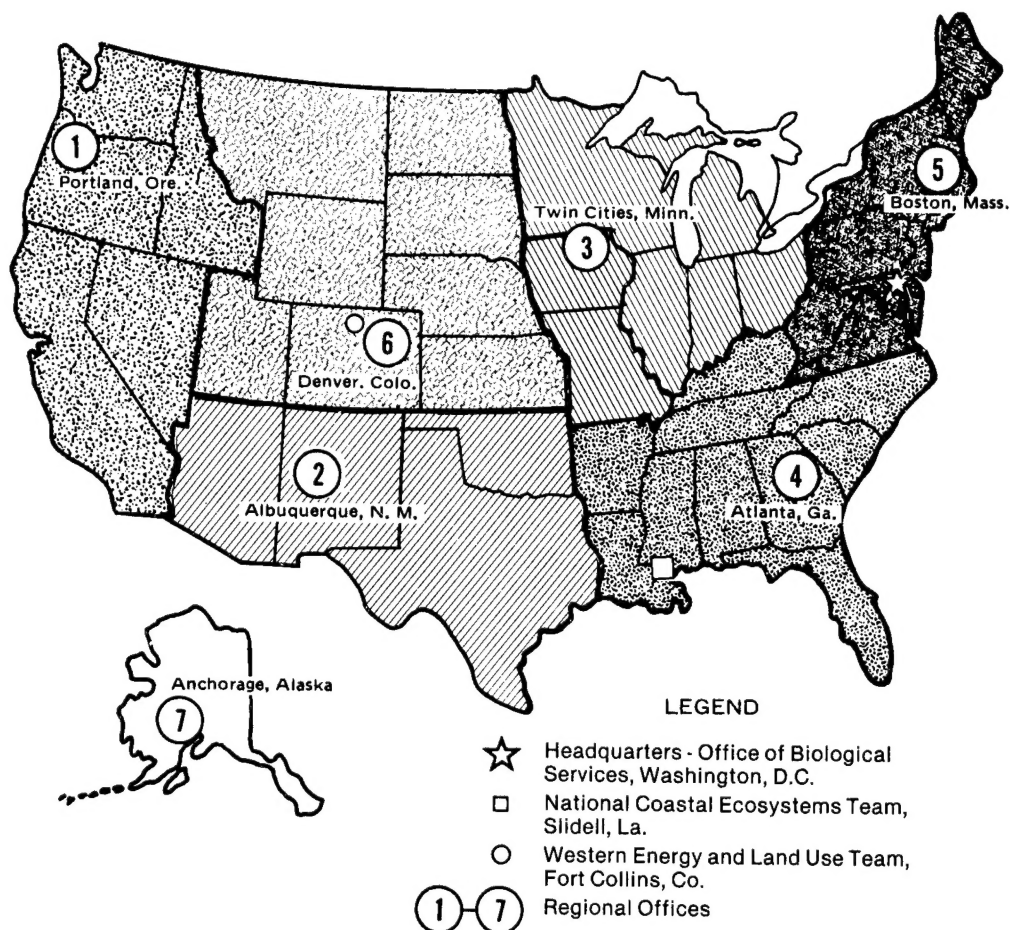 1
Portland, Ore.
5
Boston, Mass.
Twin Cities, Minn.
3
6
Denver. Colo.
2
Albuquerque, N. M.
4
Atlanta, Ga.
Anchorage, Alaska
7
LEGEND
Headquarters - Office of Biological
Services, Washington, D.C.
National Coastal Ecosystems Team,
Slidell, La.
Western Energy and Land Use Team,
Fort Collins, Co.
1-7 Regional Offices